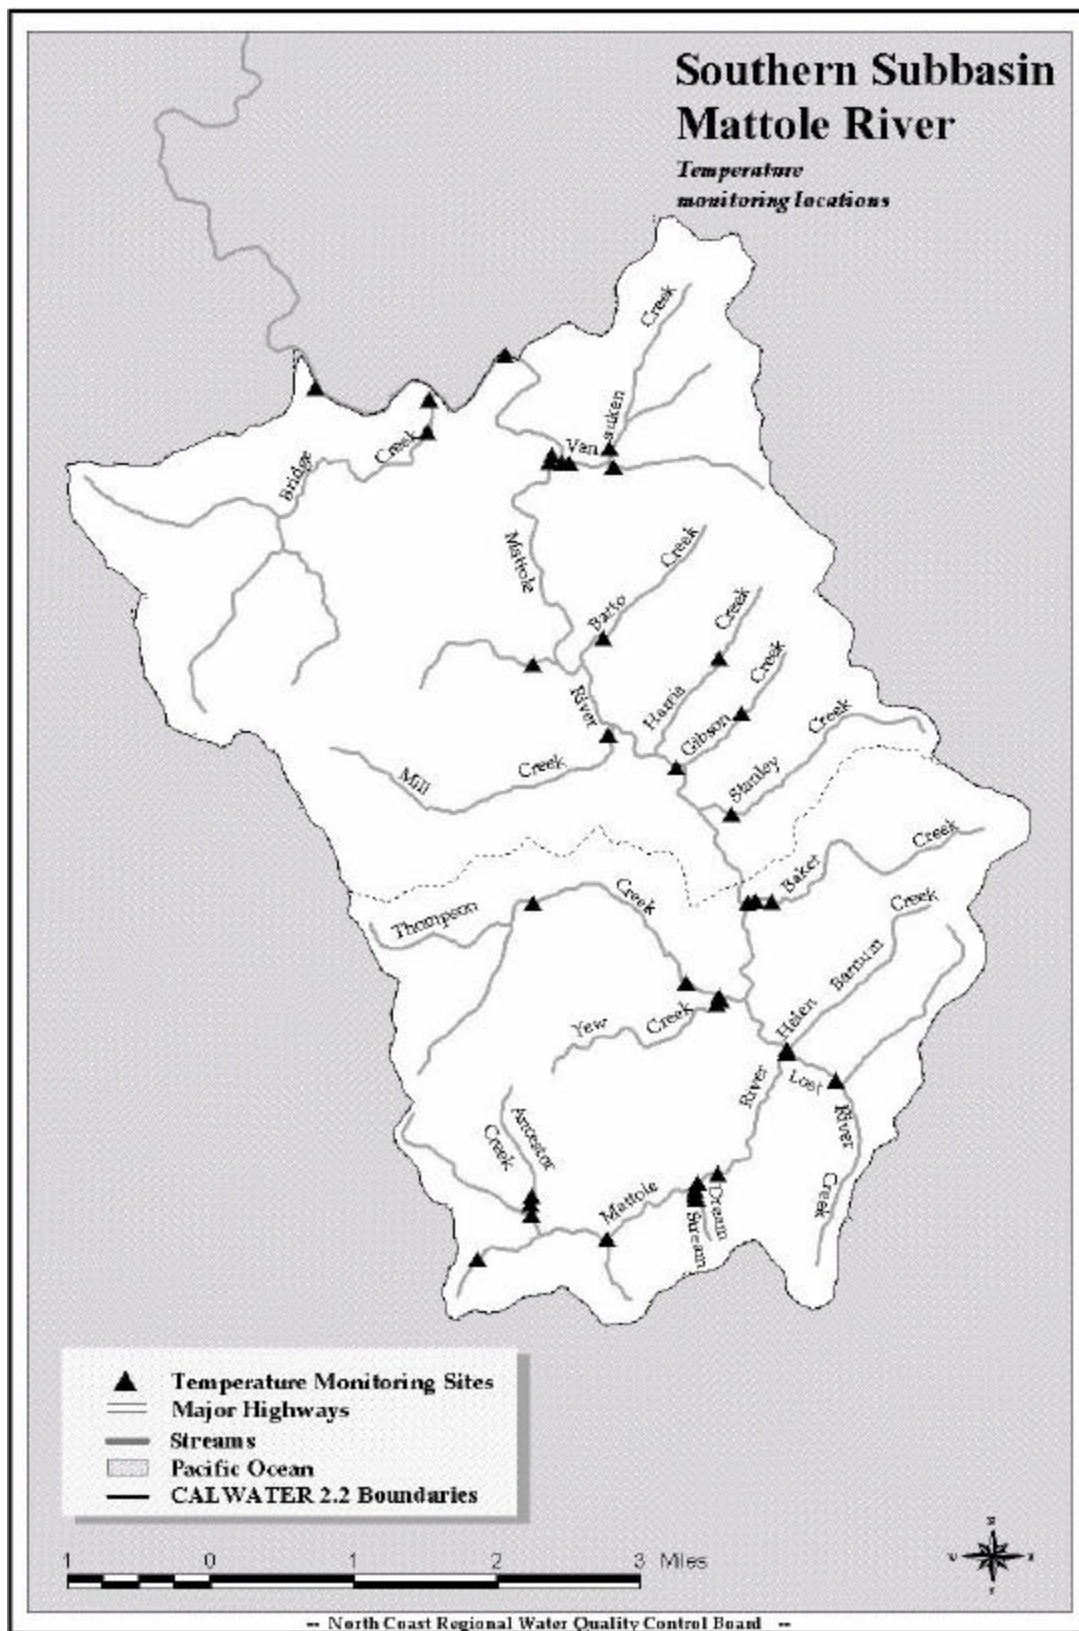 Southern Subbasin
Mattole River
Temperature
monitoring locations
Creek
Van
auken
Creek
Bridge
Mattole
Creek
Barto
Creek
Creek
River
Harris
Gibson
Creek
Stanley
Creek
Mill
Baker
Creek
Creek
Thompson
Creek
Barnum
Helen
Yew
Creek
Lost
River
River
Creek
Ancestor
Creek
Mattole
Dream
Stream
Temperature Monitoring Sites
Major Highways
Streams
Pacific Ocean
CALWATER 2.2 Boundaries
1 0 1 2 3 Miles
-- North Coast Regional Water Quality Control Board --